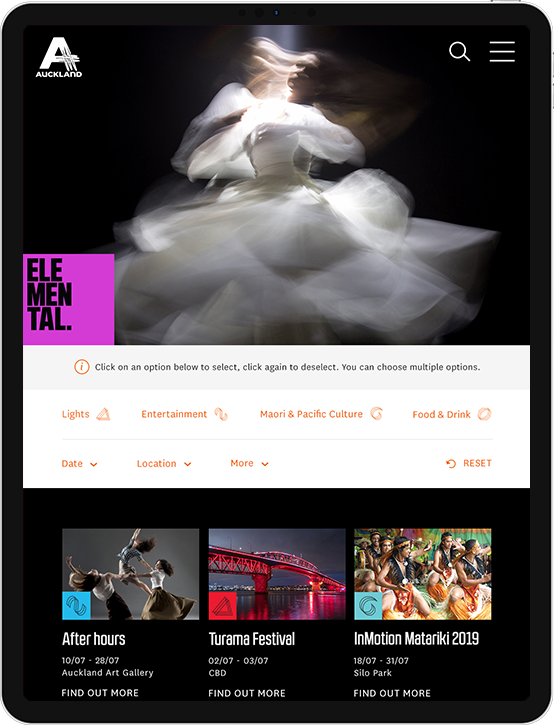 AUCKLAND
ELE
MEN
TAL.
i Click on an option below to select, click again to deselect. You can choose multiple options.
Lights Entertainment Maori & Pacific Culture Food & Drink
Date Location More RESET
After hours Turama Festival InMotion Matariki 2019
10/07 - 28/07 02/07 - 03/07 18/07 - 31/07
Auckland Art Gallery CBD Silo Park
FIND OUT MORE FIND OUT MORE FIND OUT MORE